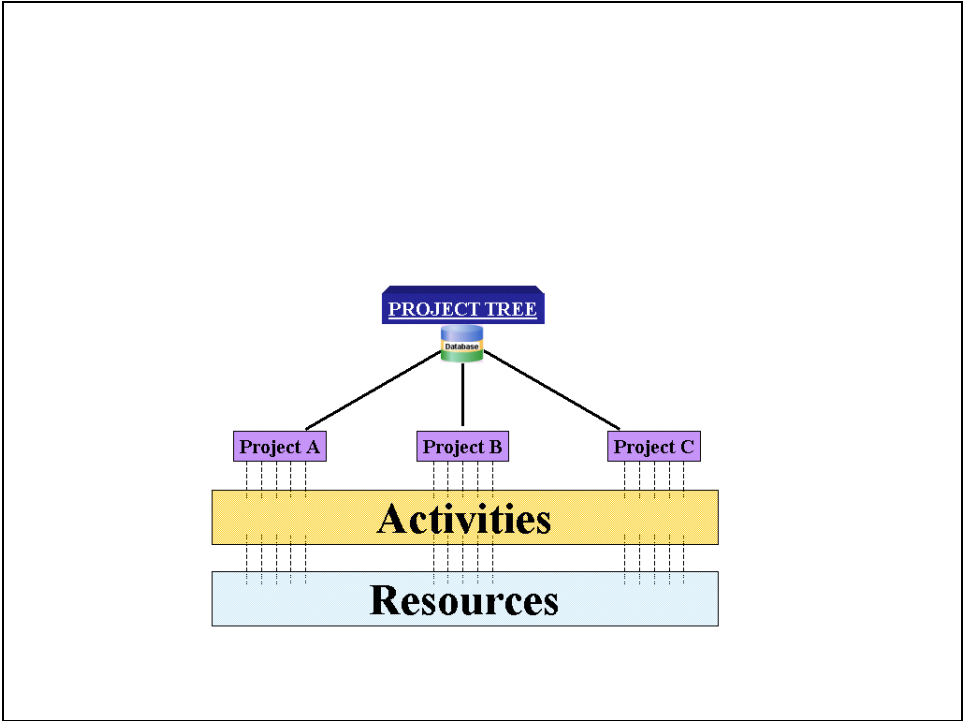 PROJECT TREE
Database
Project A
Project B
Project C
Activities
Resources